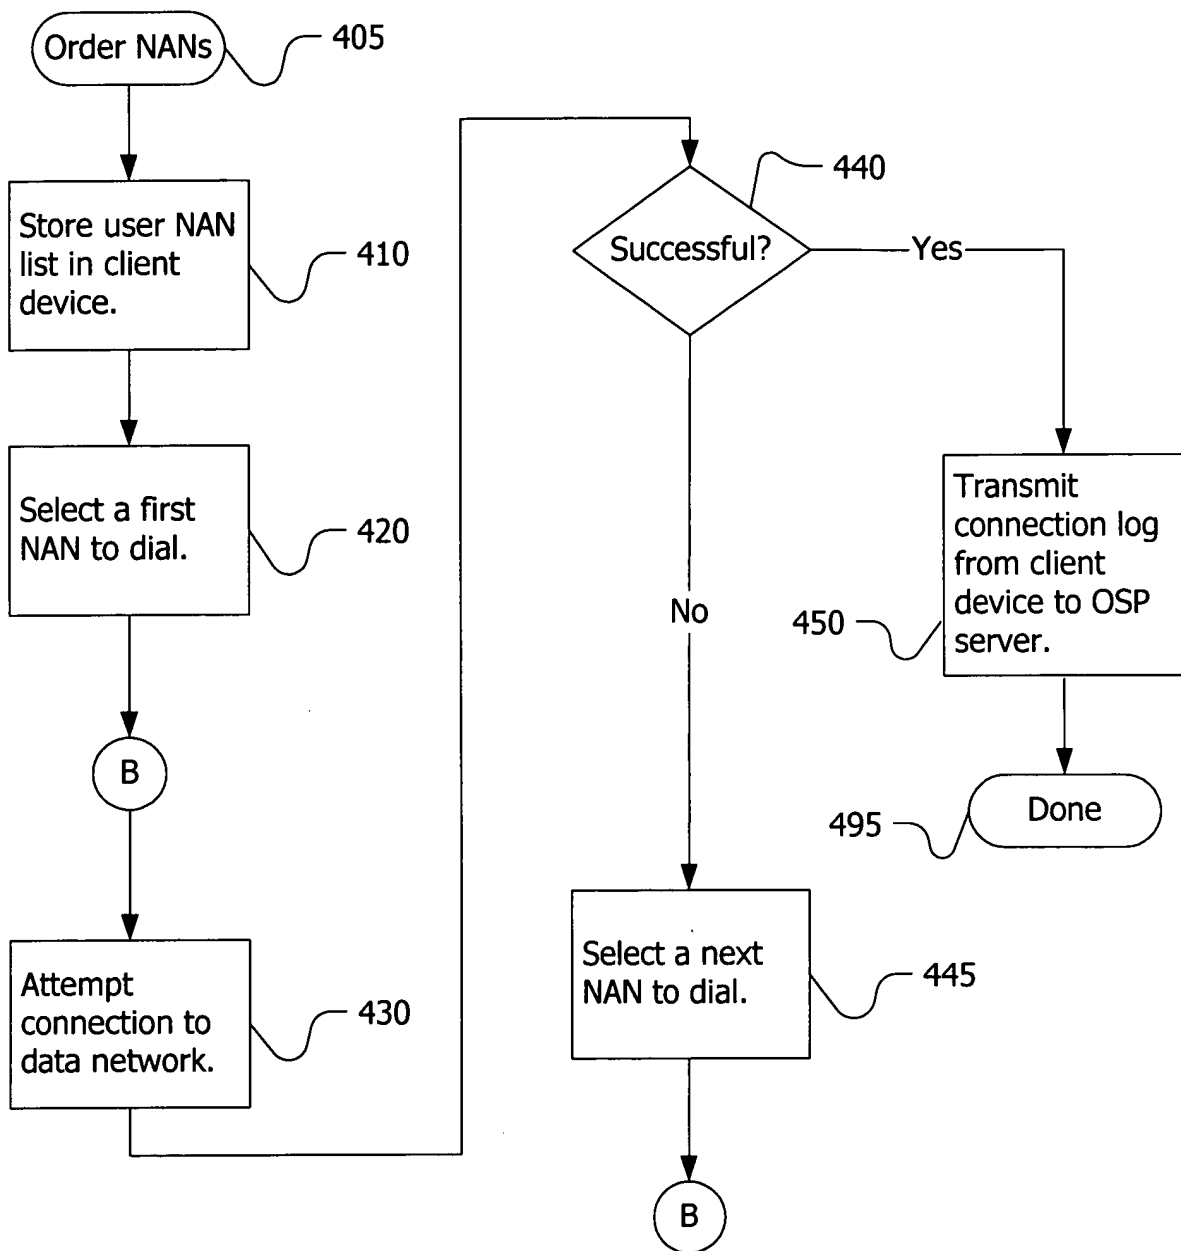 Order NANs
405
Store user NAN
list in client
device.
410
Select a first
NAN to dial.
420
B
Attempt
connection to
data network.
430
Successful?
440
Yes
No
Transmit
connection log
from client
device to OSP
server.
450
Done
495
Select a next
NAN to dial.
445
B